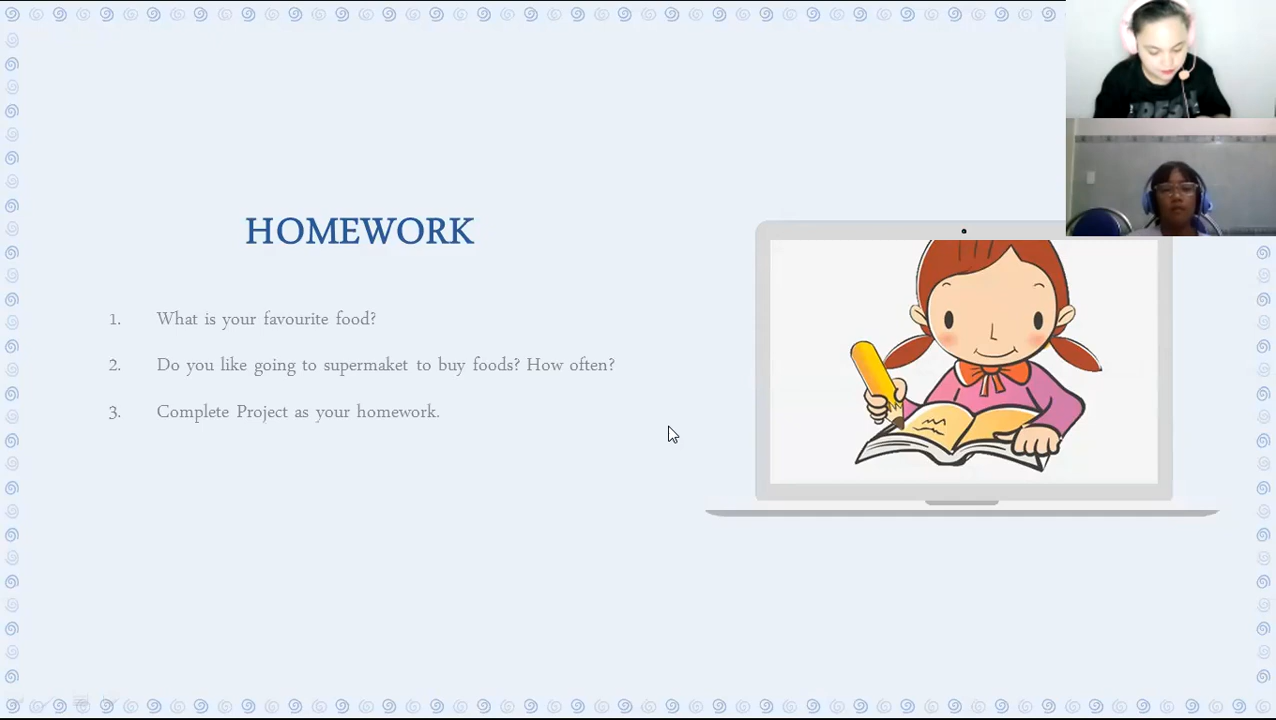 HOMEWORK
1. What is your favourite food?
2. Do you like going to supermaket to buy foods? How often?
3. Complete Project as your homework.